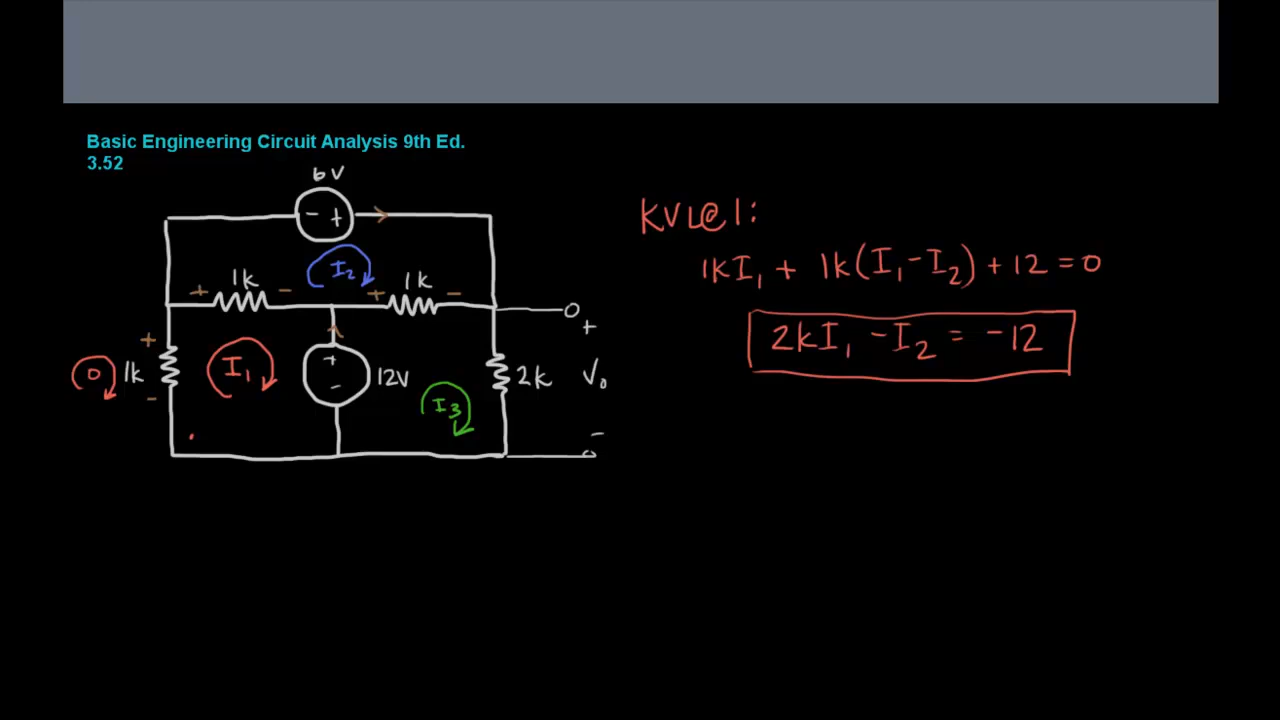 Basic Engineering Circuit Analysis 9th Ed.
3.52
6V
- +
I₂
1k
1k
+ -
+ -
+
-
0
1k
I₁
+
-
12V
I₃
2k
+
V₀
-
KVL@1:
1kI₁ + 1k(I₁-I₂) + 12 = 0
2kI₁ - I₂ = -12